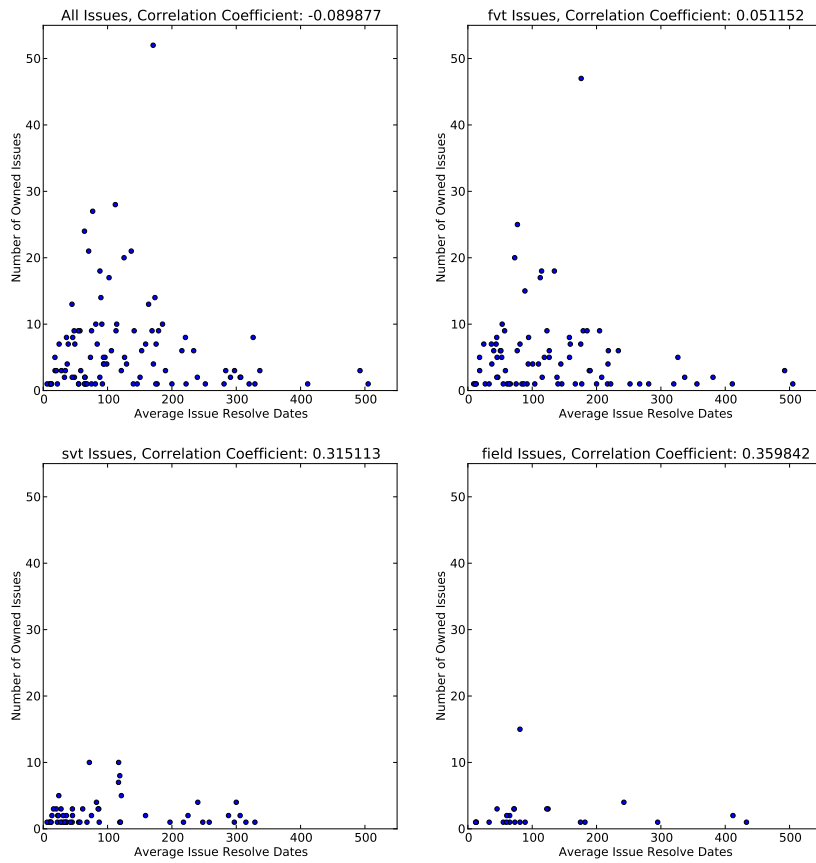 All Issues, Correlation Coefficient: -0.089877
50
40
30
20
10
0
0 100 200 300 400 500
Number of Owned Issues
Average Issue Resolve Dates
fvt Issues, Correlation Coefficient: 0.051152
50
40
30
20
10
0
0 100 200 300 400 500
Number of Owned Issues
Average Issue Resolve Dates
svt Issues, Correlation Coefficient: 0.315113
50
40
30
20
10
0
0 100 200 300 400 500
Number of Owned Issues
Average Issue Resolve Dates
field Issues, Correlation Coefficient: 0.359842
50
40
30
20
10
0
0 100 200 300 400 500
Number of Owned Issues
Average Issue Resolve Dates